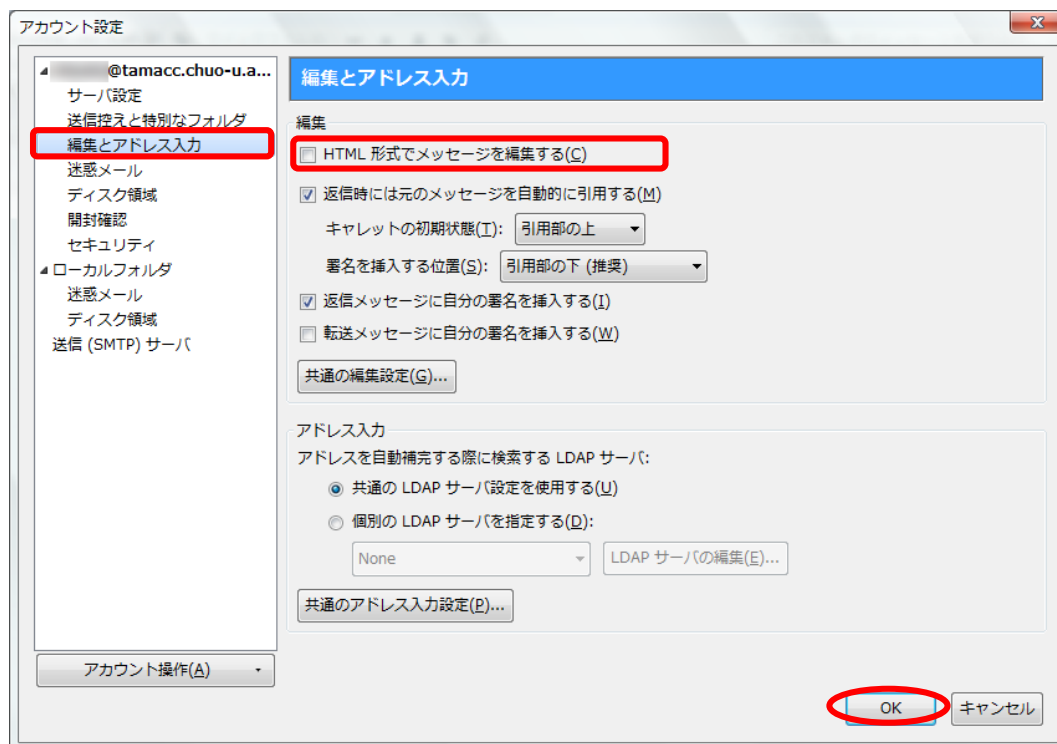 アカウント設定
@tamacc.chuo-u.a...
サーバ設定
送信控えと特別なフォルダ
編集とアドレス入力
迷惑メール
ディスク領域
開封確認
セキュリティ
ローカルフォルダ
迷惑メール
ディスク領域
送信 (SMTP) サーバ
アカウント操作(A)
編集とアドレス入力
編集
HTML 形式でメッセージを編集する(C)
返信時には元のメッセージを自動的に引用する(M)
キャレットの初期状態(T): 引用部の上
署名を挿入する位置(S): 引用部の下 (推奨)
返信メッセージに自分の署名を挿入する(I)
転送メッセージに自分の署名を挿入する(W)
共通の編集設定(G)...
アドレス入力
アドレスを自動補完する際に検索する LDAP サーバ:
共通の LDAP サーバ設定を使用する(U)
個別の LDAP サーバを指定する(D):
None LDAP サーバの編集(E)...
共通のアドレス入力設定(P)...
OK キャンセル